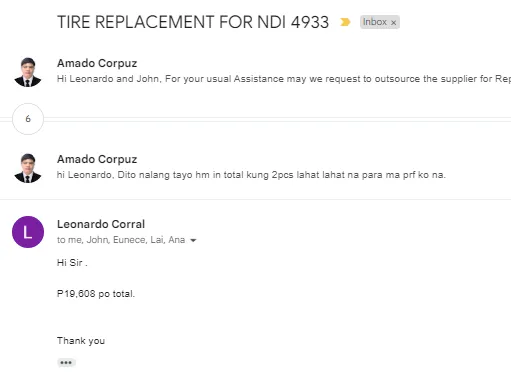 TIRE REPLACEMENT FOR NDI 4933 Inbox x
Amado Corpuz
Hi Leonardo and John, For your usual Assistance may we request to outsource the supplier for Rep
6
Amado Corpuz
hi Leonardo, Dito nalang tayo hm in total kung 2pcs lahat lahat na para ma prf ko na.
L
Leonardo Corral
to me, John, Eunece, Lai, Ana
Hi Sir .
P19,608 po total.
Thank you